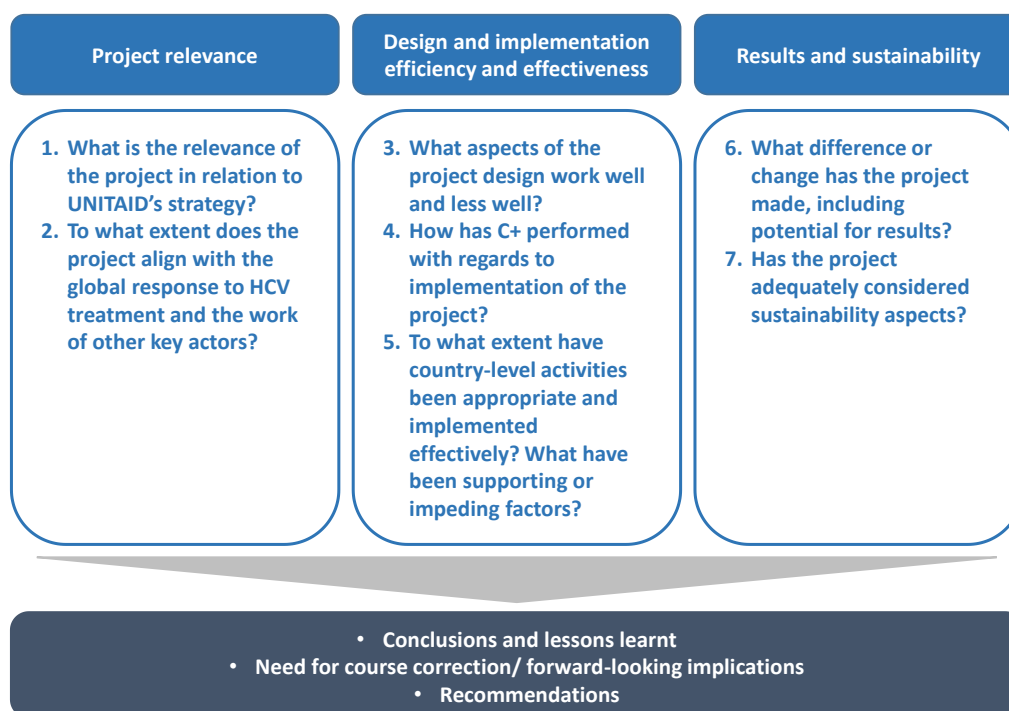 Project relevance
1. What is the relevance of
the project in relation to
UNITAID's strategy?
2. To what extent does the
project align with the
global response to HCV
treatment and the work
of other key actors?
Design and implementation
efficiency and effectiveness
3. What aspects of the
project design work well
and less well?
4. How has C+ performed
with regards to
implementation of the
project?
5. To what extent have
country-level activities
been appropriate and
implemented
effectively? What have
been supporting or
impeding factors?
Results and sustainability
6. What difference or
change has the project
made, including
potential for results?
7. Has the project
adequately considered
sustainability aspects?
• Conclusions and lessons learnt
• Need for course correction/ forward-looking implications
• Recommendations